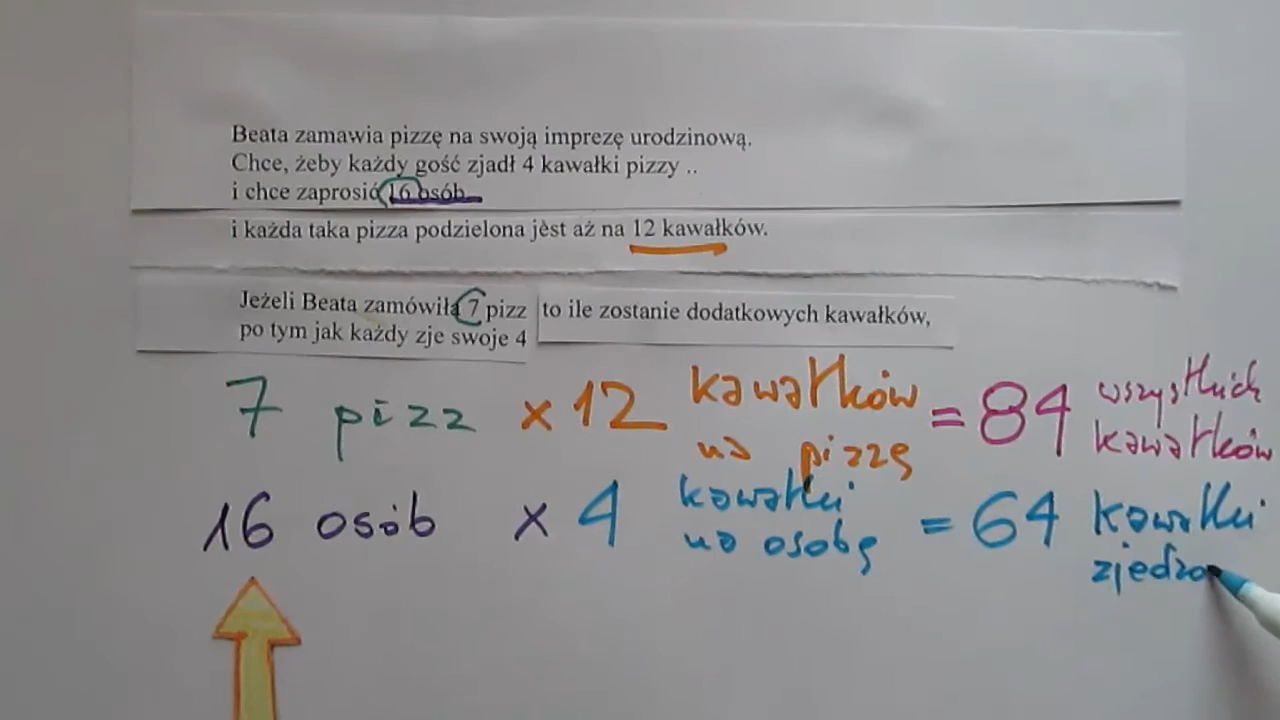 Beata zamawia pizzę na swoją imprezę urodzinową.
Chce, żeby każdy gość zjadł 4 kawałki pizzy ..
i chce zaprosić 16 osób
i każda taka pizza podzielona jest aż na 12 kawałków.
Jeżeli Beata zamówiła 7 pizz to ile zostanie dodatkowych kawałków,
po tym jak każdy zje swoje 4
7 pizz x 12 kawałków na pizzę = 84 wszystkich kawałków
16 osób x 4 kawałki na osobę = 64 kawałki zjedzo